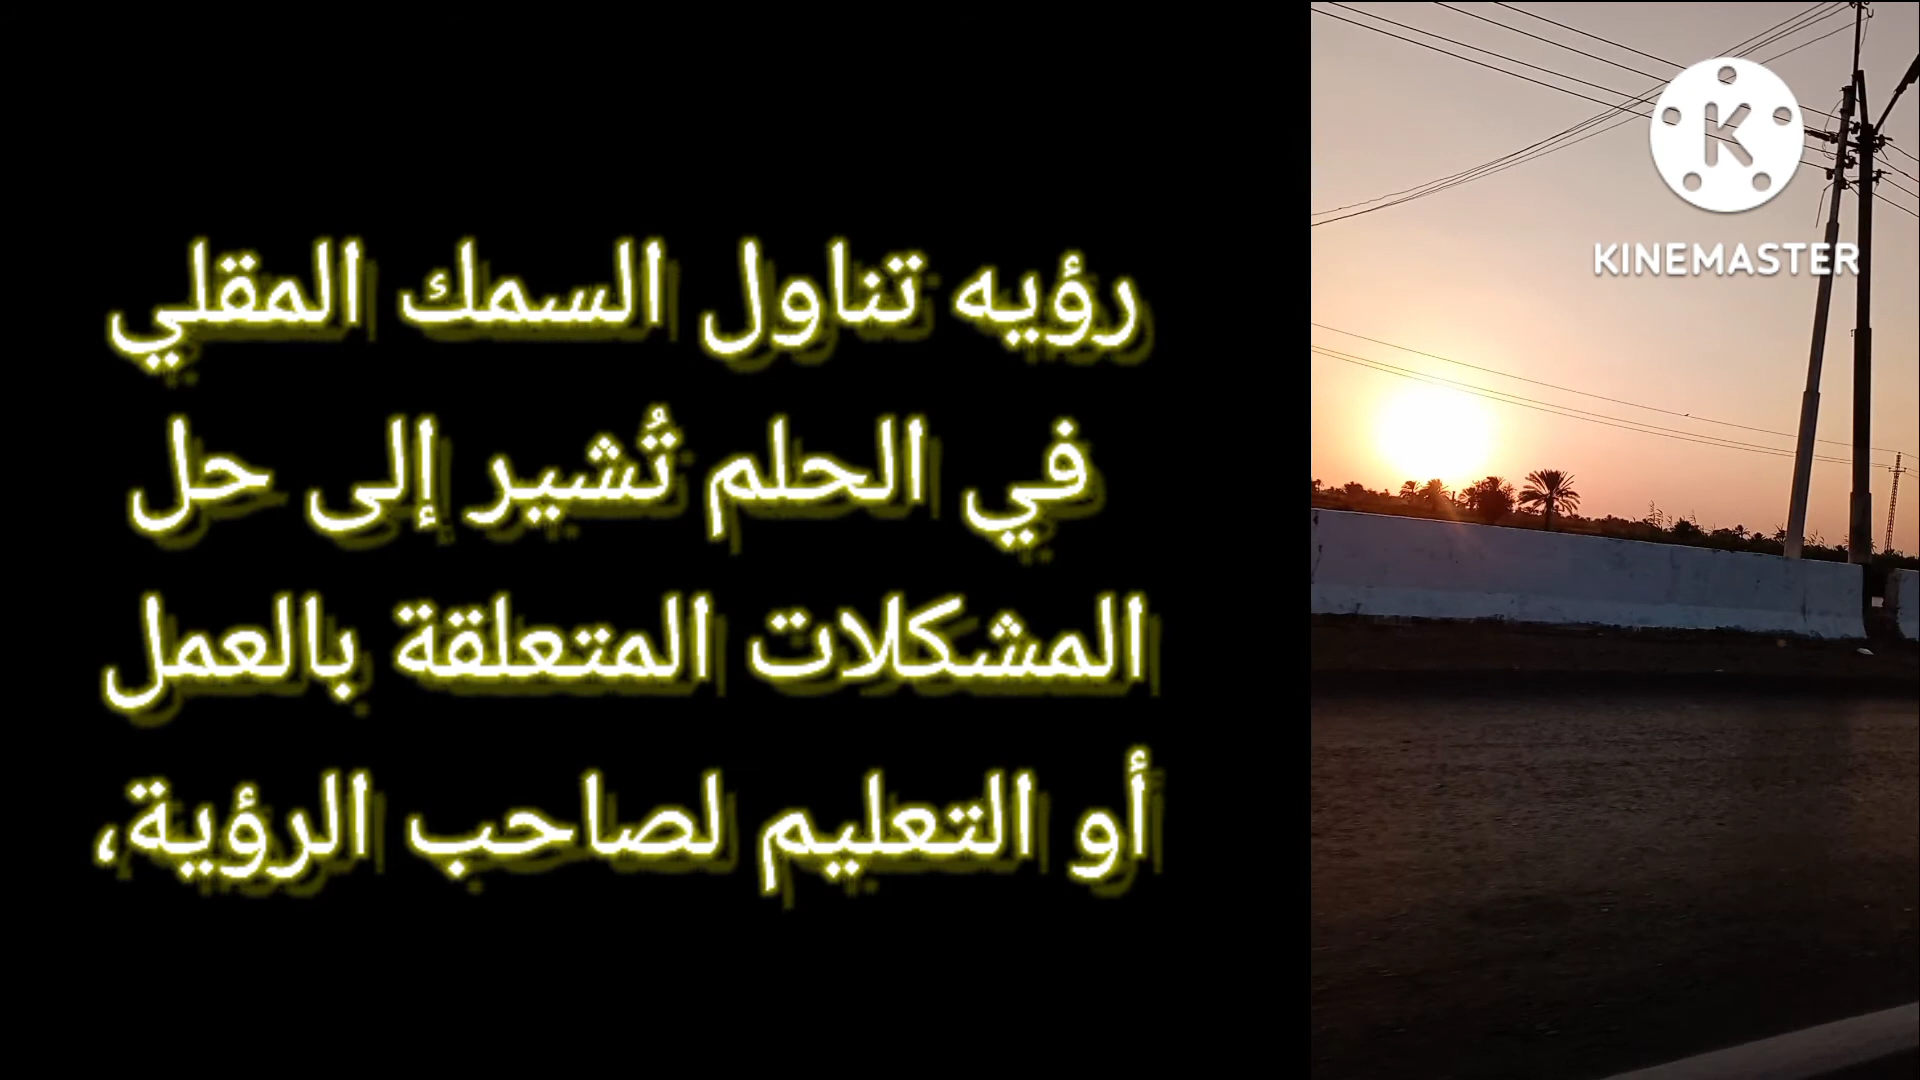 رؤيه تناول السمك المقلي
في الحلم تُشير إلى حل
المشكلات المتعلقة بالعمل
أو التعليم لصاحب الرؤية،
K
KINEMASTER